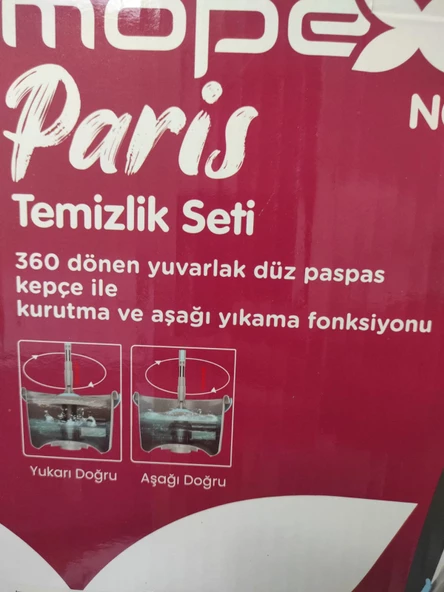 mopex
Paris
Temizlik Seti
360 dönen yuvarlak düz paspas
kepçe ile
kurutma ve aşağı yıkama fonksiyonu
Yukarı Doğru
Aşağı Doğru